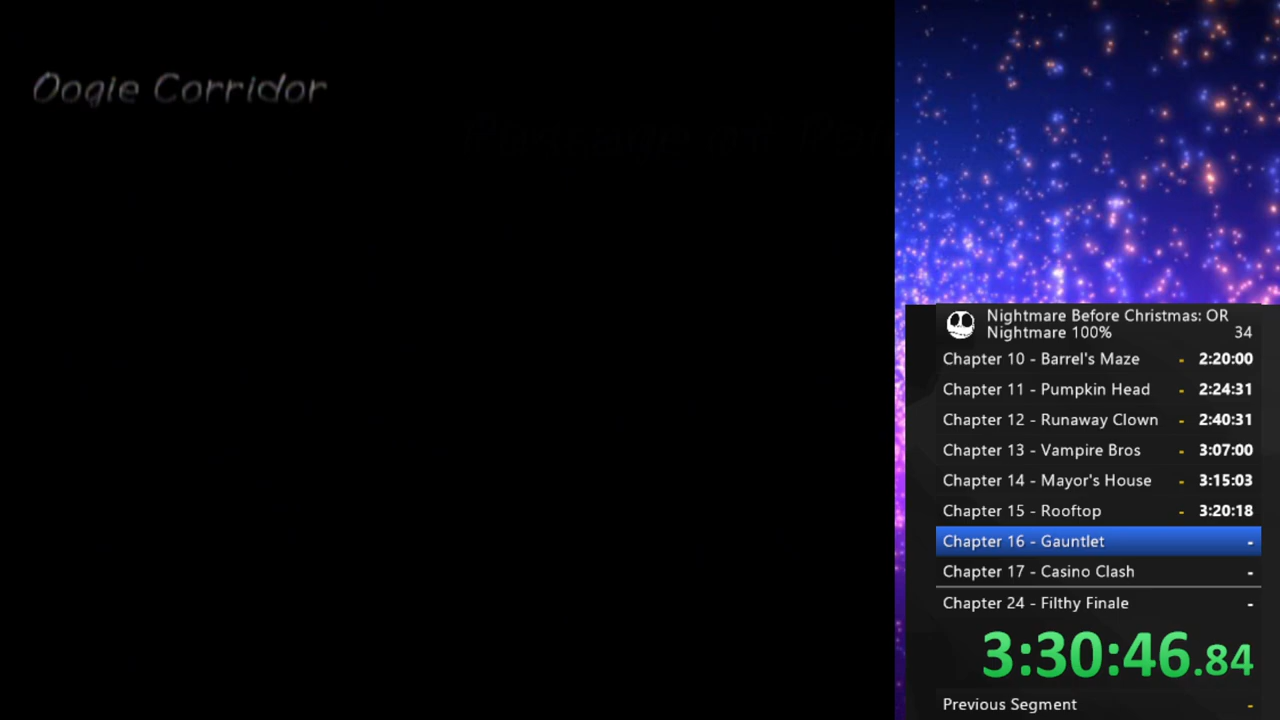 Oogie Corridor
Nightmare Before Christmas: OR
Nightmare 100% 34
Chapter 10 - Barrel's Maze - 2:20:00
Chapter 11 - Pumpkin Head - 2:24:31
Chapter 12 - Runaway Clown - 2:40:31
Chapter 13 - Vampire Bros - 3:07:00
Chapter 14 - Mayor's House - 3:15:03
Chapter 15 - Rooftop - 3:20:18
Chapter 16 - Gauntlet -
Chapter 17 - Casino Clash -
Chapter 24 - Filthy Finale -
3:30:46.84
Previous Segment -